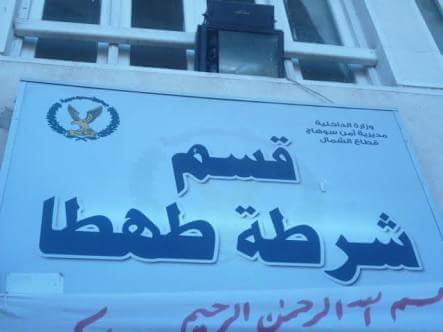 وزارة الداخلية
مديرية أمن سوهاج
قطاع الشمال
قسم
شرطة طهطا
بسم الله الرحمن الرحيم